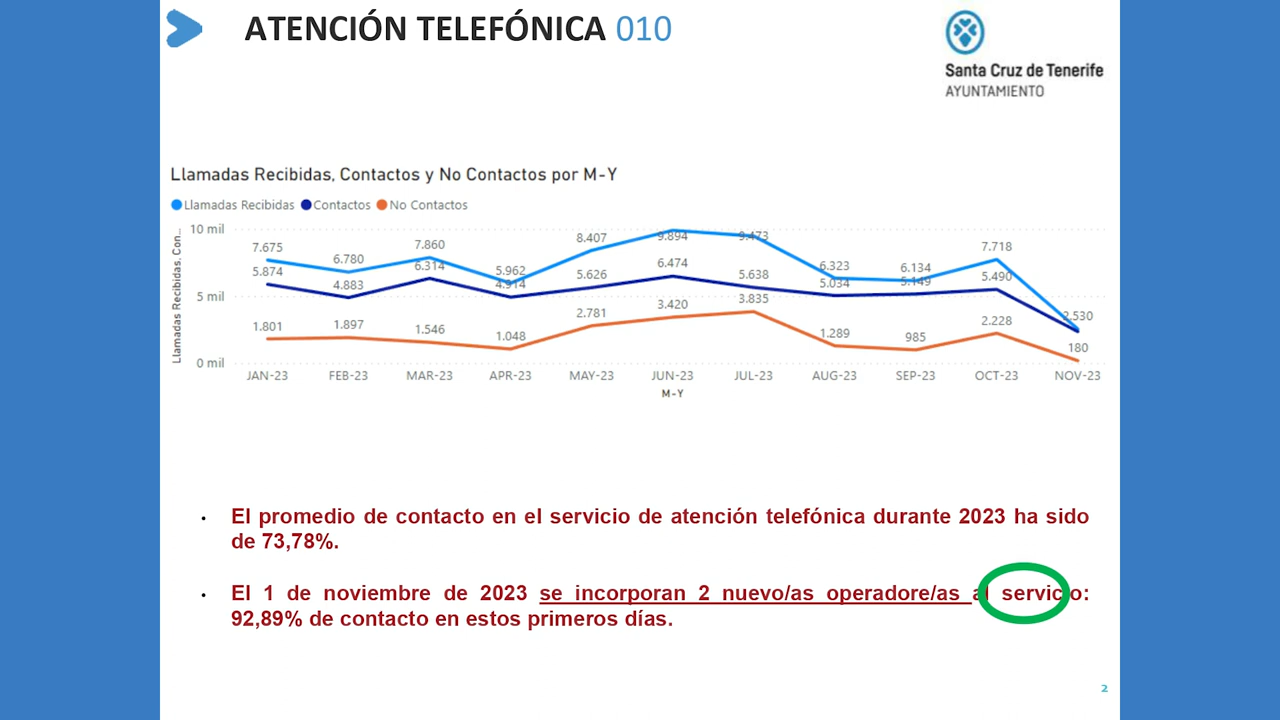 ATENCIÓN TELEFÓNICA 010
Santa Cruz de Tenerife
AYUNTAMIENTO
Llamadas Recibidas, Contactos y No Contactos por M-Y
Llamadas Recibidas Contactos No Contactos
Llamadas Recibidas, Con...
10 mil
5 mil
0 mil
7.675 6.780 7.860 5.962 8.407 9.894 9.473 6.323 6.134 7.718 2.530
5.874 4.883 6.314 4.914 5.626 6.474 5.638 5.034 5.149 5.490
1.801 1.897 1.546 1.048 2.781 3.420 3.835 1.289 985 2.228 180
JAN-23 FEB-23 MAR-23 APR-23 MAY-23 JUN-23 JUL-23 AUG-23 SEP-23 OCT-23 NOV-23
M-Y
• El promedio de contacto en el servicio de atención telefónica durante 2023 ha sido
de 73,78%.
• El 1 de noviembre de 2023 se incorporan 2 nuevo/as operadore/as al servicio:
92,89% de contacto en estos primeros días.
2